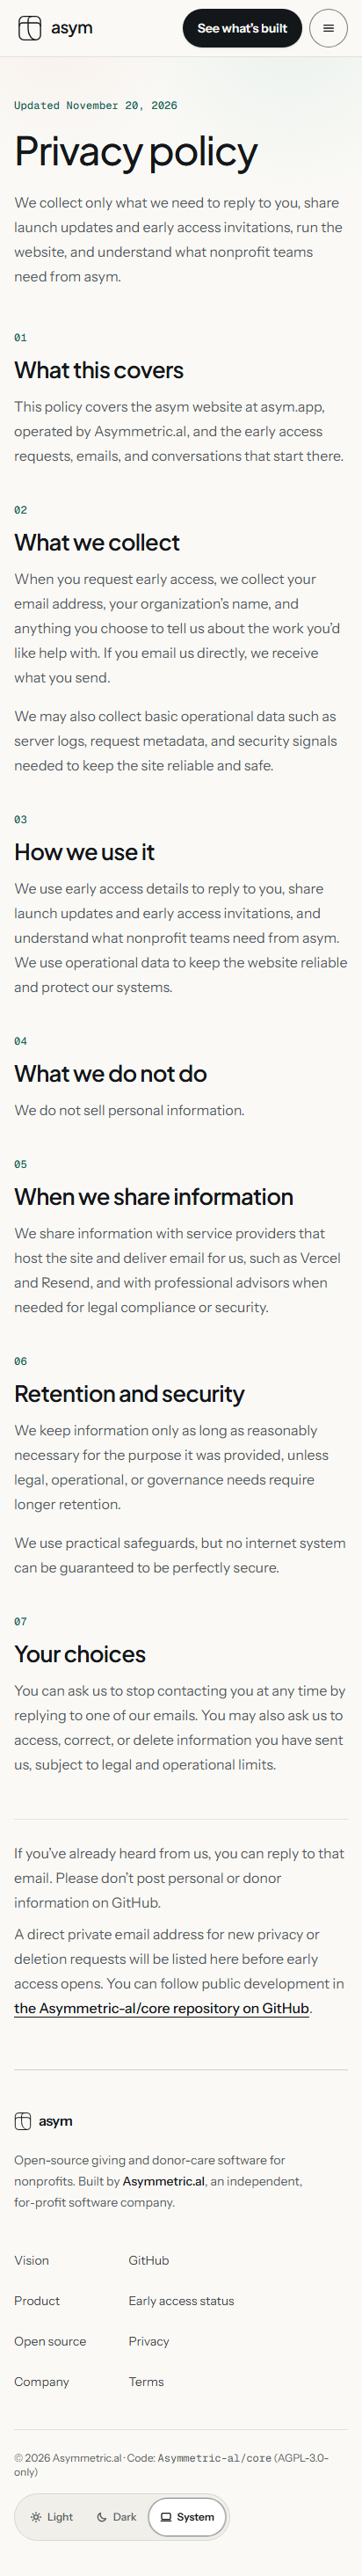 asym
See what's built
Updated November 20, 2026
Privacy policy
We collect only what we need to reply to you, share
launch updates and early access invitations, run the
website, and understand what nonprofit teams
need from asym.
01
What this covers
This policy covers the asym website at asym.app,
operated by Asymmetric.al, and the early access
requests, emails, and conversations that start there.
02
What we collect
When you request early access, we collect your
email address, your organization's name, and
anything you choose to tell us about the work you'd
like help with. If you email us directly, we receive
what you send.
We may also collect basic operational data such as
server logs, request metadata, and security signals
needed to keep the site reliable and safe.
03
How we use it
We use early access details to reply to you, share
launch updates and early access invitations, and
understand what nonprofit teams need from asym.
We use operational data to keep the website reliable
and protect our systems.
04
What we do not do
We do not sell personal information.
05
When we share information
We share information with service providers that
host the site and deliver email for us, such as Vercel
and Resend, and with professional advisors when
needed for legal compliance or security.
06
Retention and security
We keep information only as long as reasonably
necessary for the purpose it was provided, unless
legal, operational, or governance needs require
longer retention.
We use practical safeguards, but no internet system
can be guaranteed to be perfectly secure.
07
Your choices
You can ask us to stop contacting you at any time by
replying to one of our emails. You may also ask us to
access, correct, or delete information you have sent
us, subject to legal and operational limits.
If you've already heard from us, you can reply to that
email. Please don't post personal or donor
information on GitHub.
A direct private email address for new privacy or
deletion requests will be listed here before early
access opens. You can follow public development in
the Asymmetric-al/core repository on GitHub.
asym
Open-source giving and donor-care software for
nonprofits. Built by Asymmetric.al, an independent,
for-profit software company.
Vision GitHub
Product Early access status
Open source Privacy
Company Terms
© 2026 Asymmetric.al · Code: Asymmetric-al/core (AGPL-3.0-
only)
Light Dark System